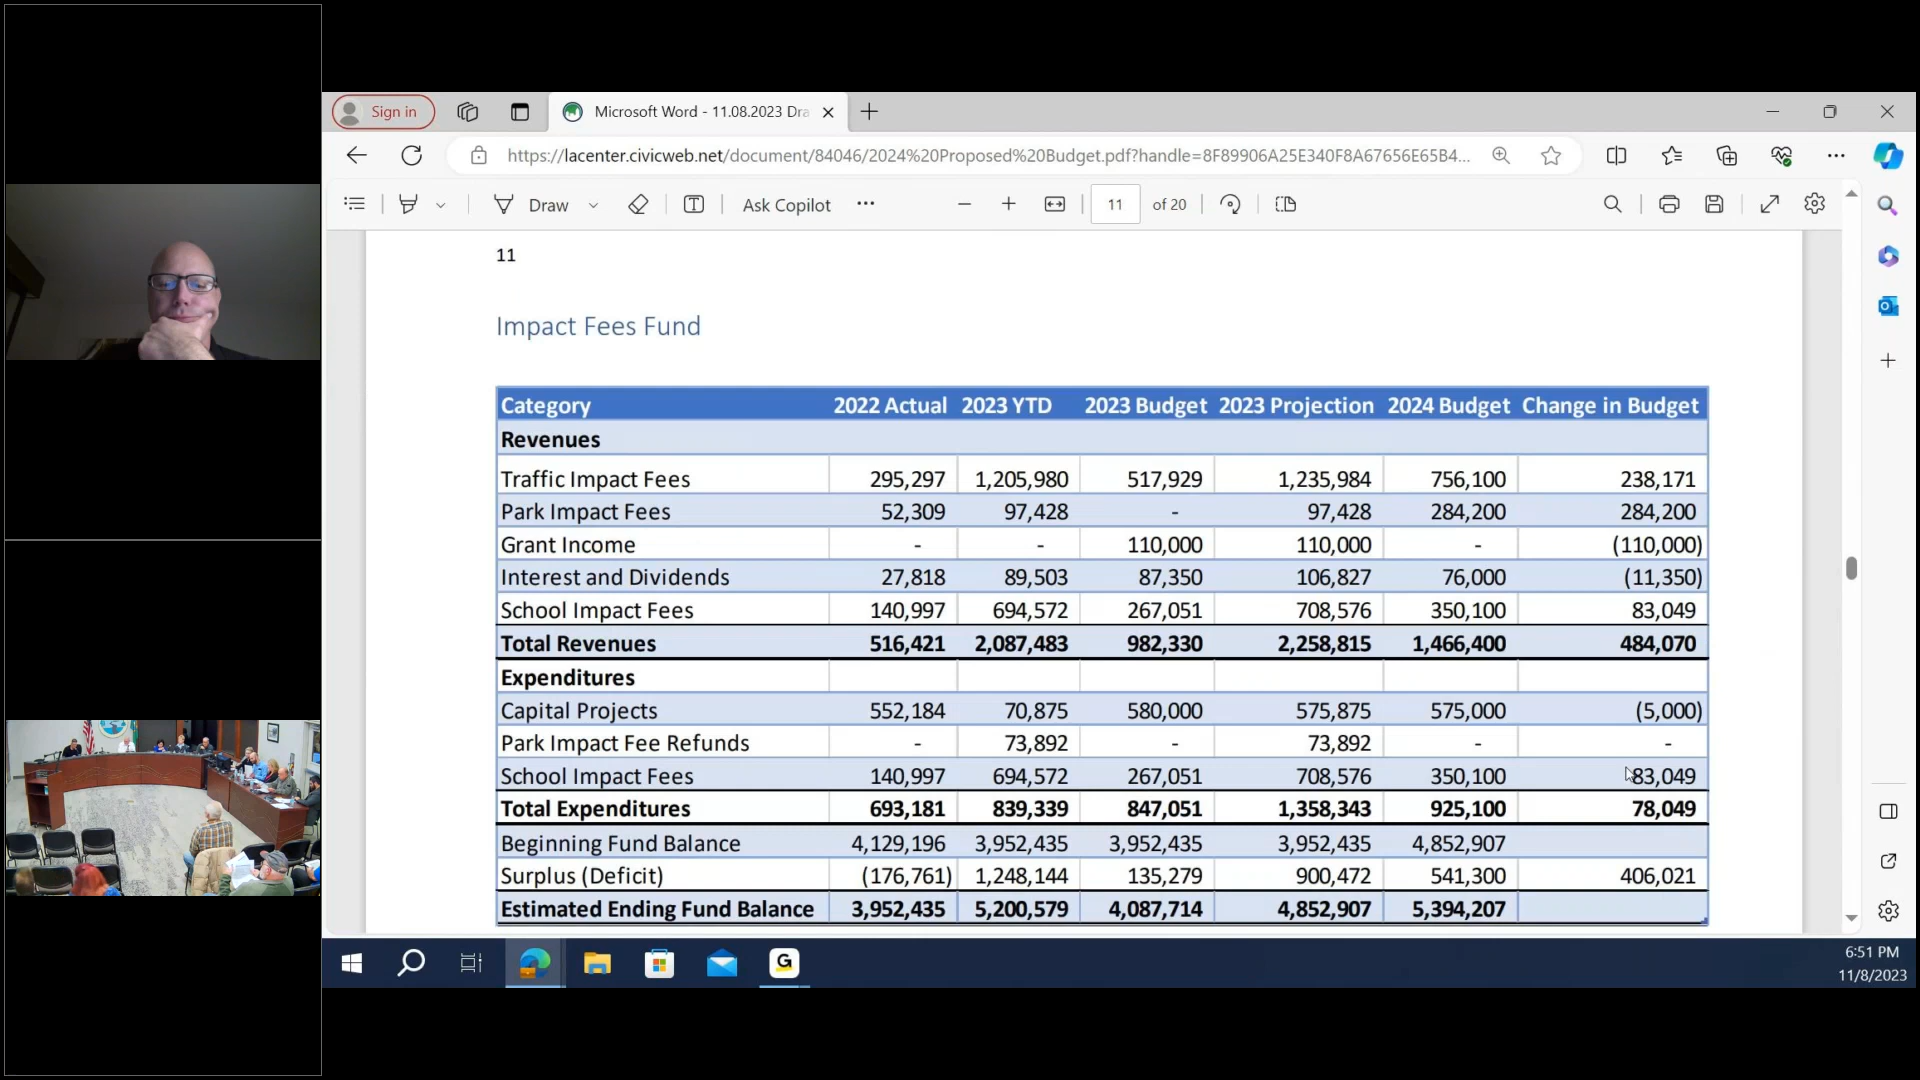 Sign in
Microsoft Word - 11.08.2023 Dra
https://lacenter.civicweb.net/document/84046/2024%20Proposed%20Budget.pdf?handle=8F89906A25E340F8A67656E65B4...
Draw
Ask Copilot
11 of 20
11
Impact Fees Fund
Category 2022 Actual 2023 YTD 2023 Budget 2023 Projection 2024 Budget Change in Budget
Revenues
Traffic Impact Fees 295,297 1,205,980 517,929 1,235,984 756,100 238,171
Park Impact Fees 52,309 97,428 - 97,428 284,200 284,200
Grant Income - - 110,000 110,000 - (110,000)
Interest and Dividends 27,818 89,503 87,350 106,827 76,000 (11,350)
School Impact Fees 140,997 694,572 267,051 708,576 350,100 83,049
Total Revenues 516,421 2,087,483 982,330 2,258,815 1,466,400 484,070
Expenditures
Capital Projects 552,184 70,875 580,000 575,875 575,000 (5,000)
Park Impact Fee Refunds - 73,892 - 73,892 - -
School Impact Fees 140,997 694,572 267,051 708,576 350,100 83,049
Total Expenditures 693,181 839,339 847,051 1,358,343 925,100 78,049
Beginning Fund Balance 4,129,196 3,952,435 3,952,435 3,952,435 4,852,907
Surplus (Deficit) (176,761) 1,248,144 135,279 900,472 541,300 406,021
Estimated Ending Fund Balance 3,952,435 5,200,579 4,087,714 4,852,907 5,394,207
6:51 PM
11/8/2023